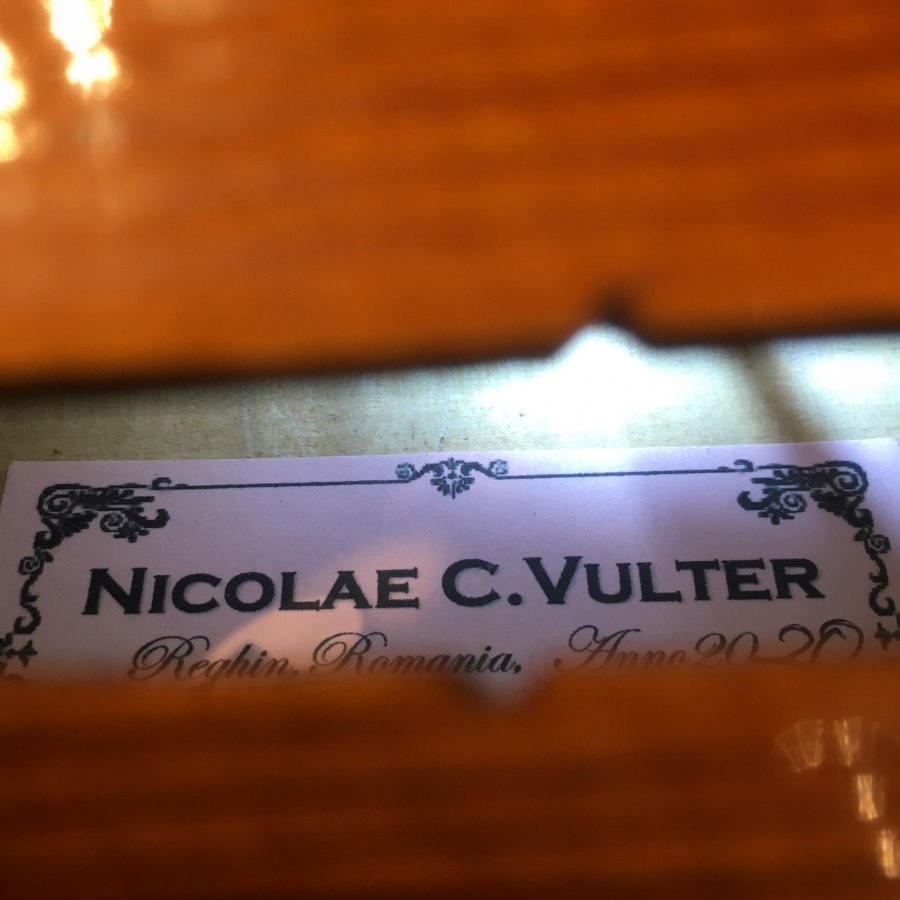 NICOLAE C.VULTER
Reghin, Romania, Anno 2020